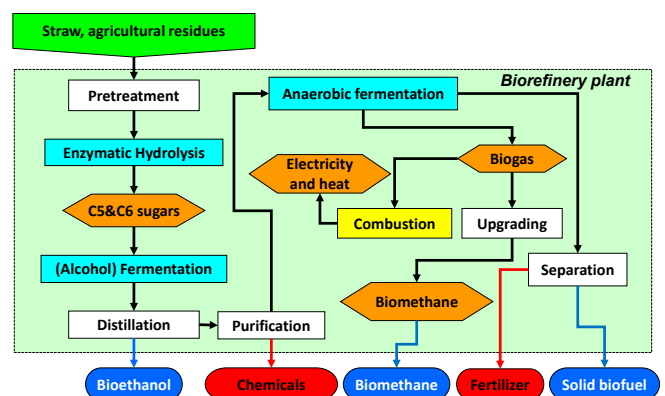 Straw, agricultural residues
Biorefinery plant
Pretreatment
Anaerobic fermentation
Enzymatic Hydrolysis
Electricity
and heat
Biogas
C5&C6 sugars
Combustion
Upgrading
(Alcohol) Fermentation
Separation
Biomethane
Distillation
Purification
Bioethanol
Chemicals
Biomethane
Fertilizer
Solid biofuel